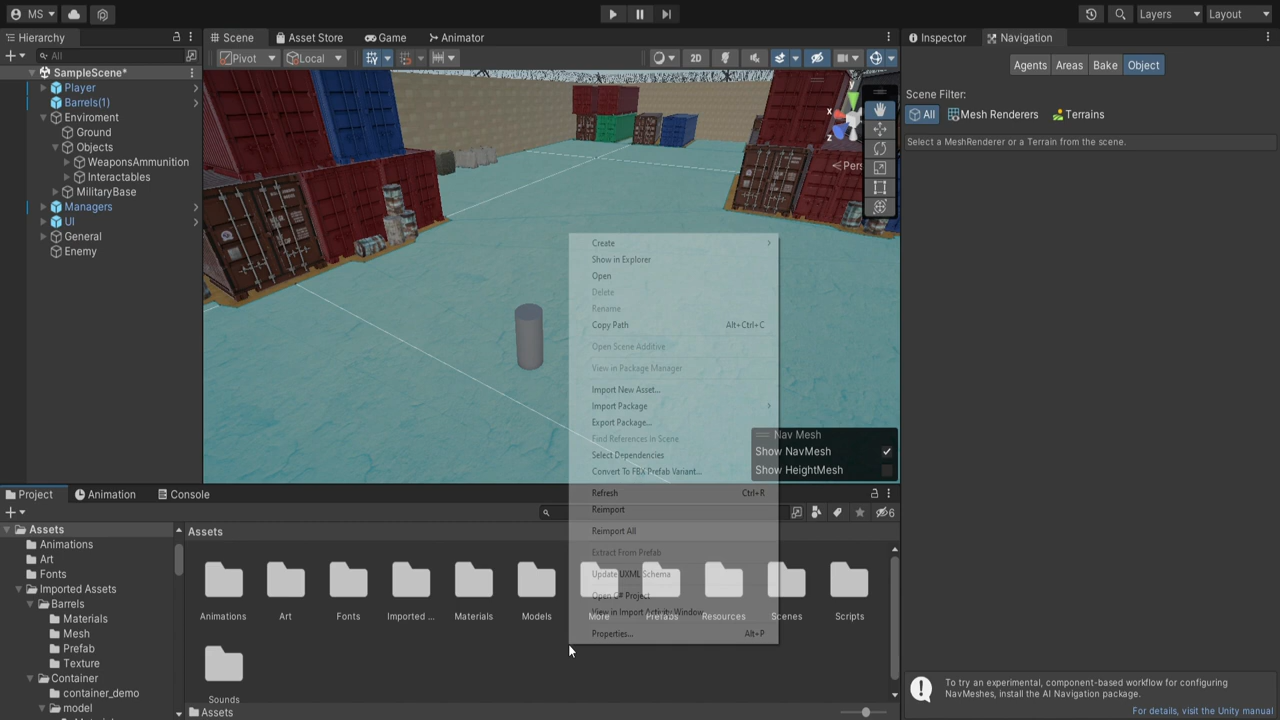 MS
Layers
Layout
Hierarchy
Scene
Asset Store
Game
Animator
Inspector
Navigation
All
Pivot
Local
2D
Agents
Areas
Bake
Object
SampleScene*
Player
Barrels(1)
Enviroment
Ground
Objects
WeaponsAmmunition
Interactables
MilitaryBase
Managers
UI
General
Enemy
y
x
z
Pers
Scene Filter:
All
Mesh Renderers
Terrains
Select a MeshRenderer or a Terrain from the scene.
Create
Show in Explorer
Open
Delete
Rename
Copy Path Alt+Ctrl+C
Open Scene Additive
View in Package Manager
Import New Asset...
Import Package
Export Package...
Find References In Scene
Select Dependencies
Convert To FBX Prefab Variant...
Refresh Ctrl+R
Reimport
Reimport All
Extract From Prefab
Update UXML Schema
Open C# Project
View in Import Activity Window
Properties... Alt+P
Nav Mesh
Show NavMesh
Show HeightMesh
Project
Animation
Console
6
Assets
Animations
Art
Fonts
Imported Assets
Barrels
Materials
Mesh
Prefab
Texture
Container
container_demo
model
Assets
Animations
Art
Fonts
Imported ...
Materials
Models
More
Prefabs
Resources
Scenes
Scripts
Sounds
Assets
To try an experimental, component-based workflow for configuring
NavMeshes, install the AI Navigation package.
For details, visit the Unity manual